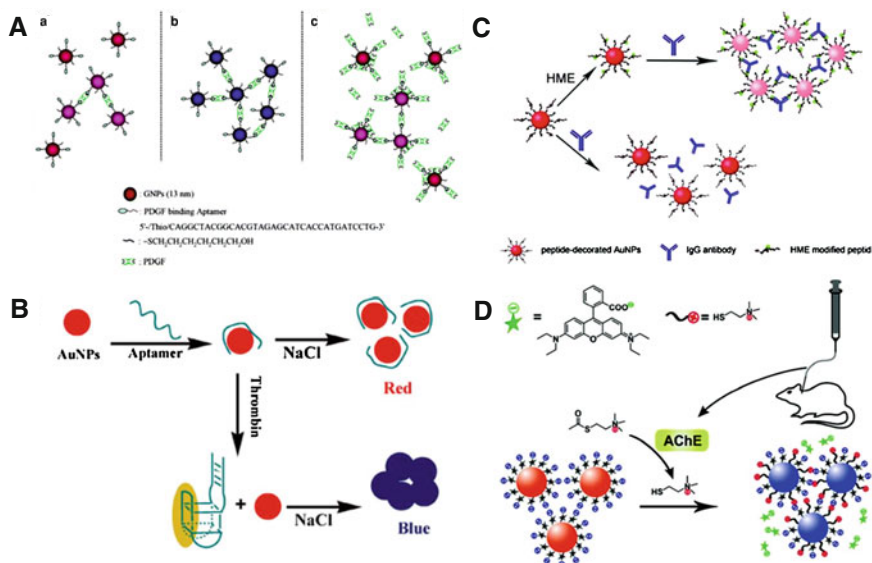 A
a
b
c
: GNPs (13 nm)
: PDGF binding Aptamer
5'-/Thio/CAGGCTACGGCACGTAGAGCATCACCATGATCCTG-3'
: -SCH2CH2CH2CH2CH2CH2OH
: PDGF
B
AuNPs
Aptamer
NaCl
Red
Thrombin
+
NaCl
Blue
C
HME
peptide-decorated AuNPs
IgG antibody
HME modified peptid
D
=
COO
O
N
N
=
HS
N
O
S
N
AChE
HS
N